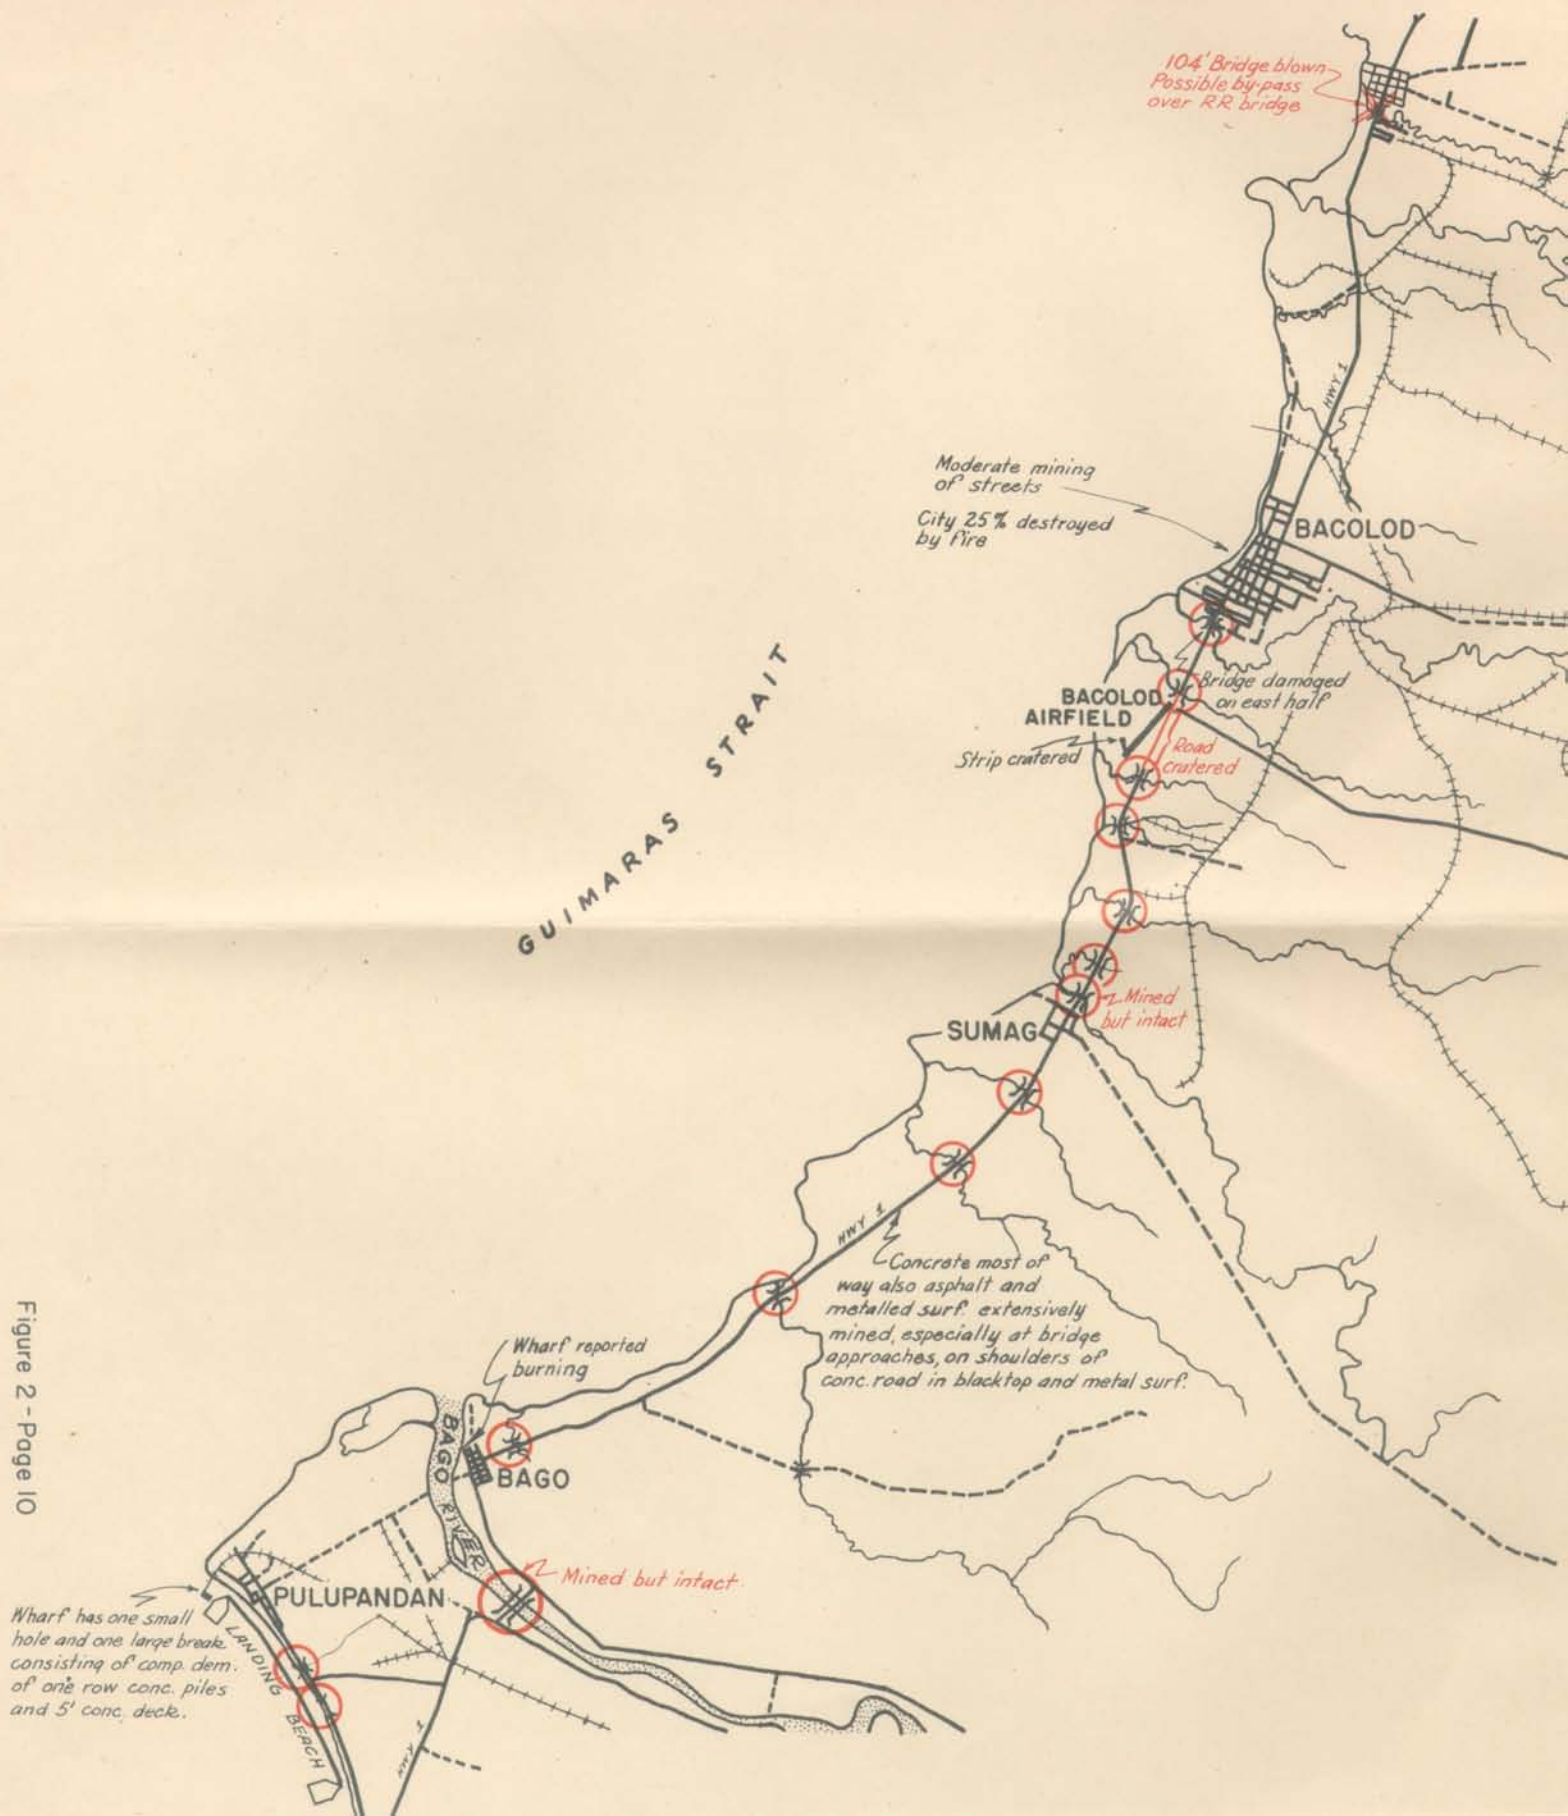 104' Bridge blown
Possible by-pass
over RR bridge
HWY 1
Moderate mining
of streets
City 25% destroyed
by fire
BACOLOD
GUIMARAS STRAIT
Bridge damaged
on east half
BACOLOD
AIRFIELD
Strip cratered
Road
cratered
Mined
but intact
SUMAG
HWY 1
Concrete most of
way also asphalt and
metalled surf. extensively
mined, especially at bridge
approaches, on shoulders of
conc. road in blacktop and metal surf.
Wharf reported
burning
BAGO RIVER
BAGO
Mined but intact
PULUPANDAN
Wharf has one small
hole and one large break
consisting of comp. dem.
of one row conc. piles
and 5' conc. deck.
LANDING BEACH
HWY 1
Figure 2 - Page 10